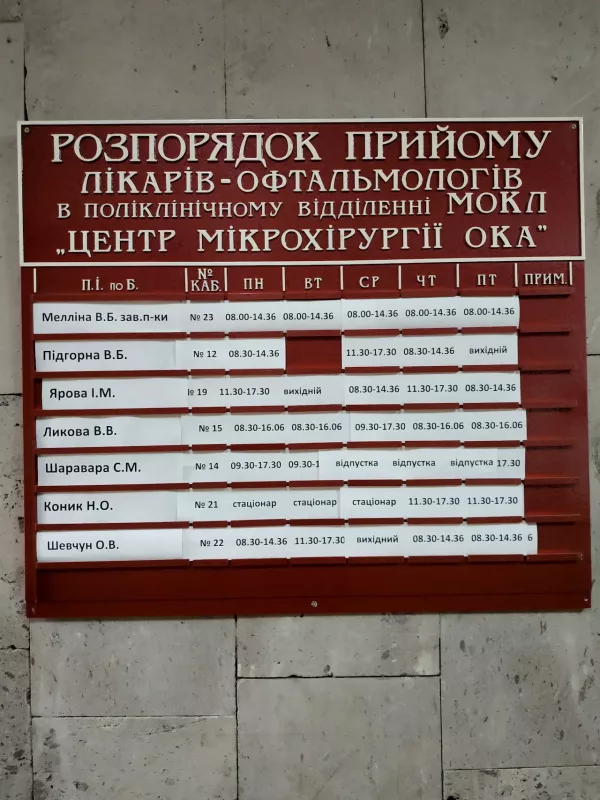 РОЗПОРЯДОК ПРИЙОМУ
ЛІКАРІВ-ОФТАЛЬМОЛОГІВ
В ПОЛІКЛІНІЧНОМУ ВІДДІЛЕННІ МОКЛ
„ЦЕНТР МІКРОХІРУРГІЇ ОКА"
П.І. по Б. № КАБ. ПН ВТ СР ЧТ ПТ ПРИМ.
Мелліна В.Б. зав.п-ки № 23 08.00-14.36 08.00-14.36 08.00-14.36 08.00-14.36 08.00-14.36
Підгорна В.Б. № 12 08.30-14.36 11.30-17.30 08.30-14.36 вихідній
Ярова І.М. № 19 11.30-17.30 вихідній 08.30-14.36 11.30-17.30 08.30-14.36
Ликова В.В. № 15 08.30-16.06 08.30-16.06 09.30-17.30 08.30-16.06 08.30-16.06
Шаравара С.М. № 14 09.30-17.30 09.30-1 відпустка відпустка відпустка 17.30
Коник Н.О. № 21 стаціонар стаціонар стаціонар 11.30-17.30 11.30-17.30
Шевчун О.В. № 22 08.30-14.36 11.30-17.30 вихідний 08.30-14.36 08.30-14.36 6